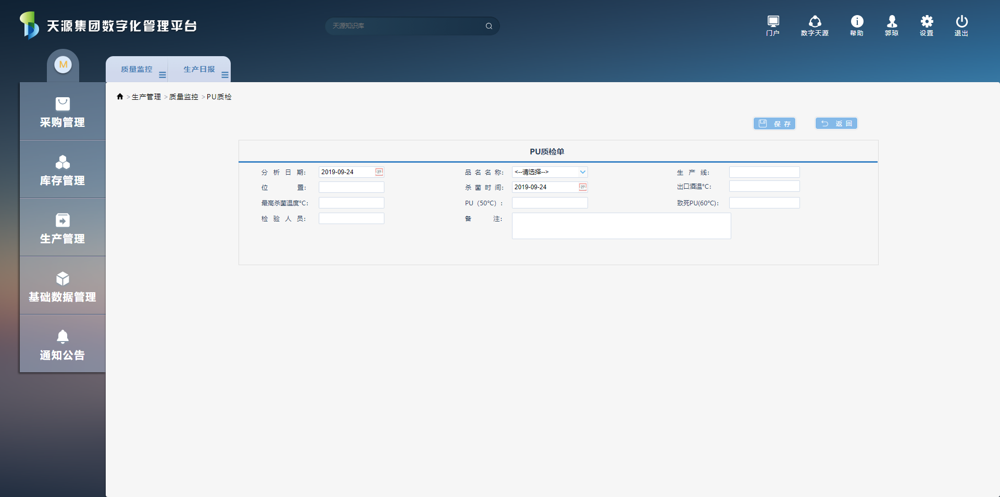 天源集团数字化管理平台
天源知识库
门户
数字天源
帮助
郭琼
设置
退出
M
质量监控
生产日报
采购管理
库存管理
生产管理
基础数据管理
通知公告
>生产管理 >质量监控 >PU质检
保 存
返 回
PU质检单
分 析 日 期: 2019-09-24
品 名 名 称: <--请选择-->
生 产 线:
位 置:
杀 菌 时 间: 2019-09-24
出口酒温°C:
最高杀菌温度°C:
PU（50°C）:
致死PU(60°C):
检 验 人 员:
备 注: